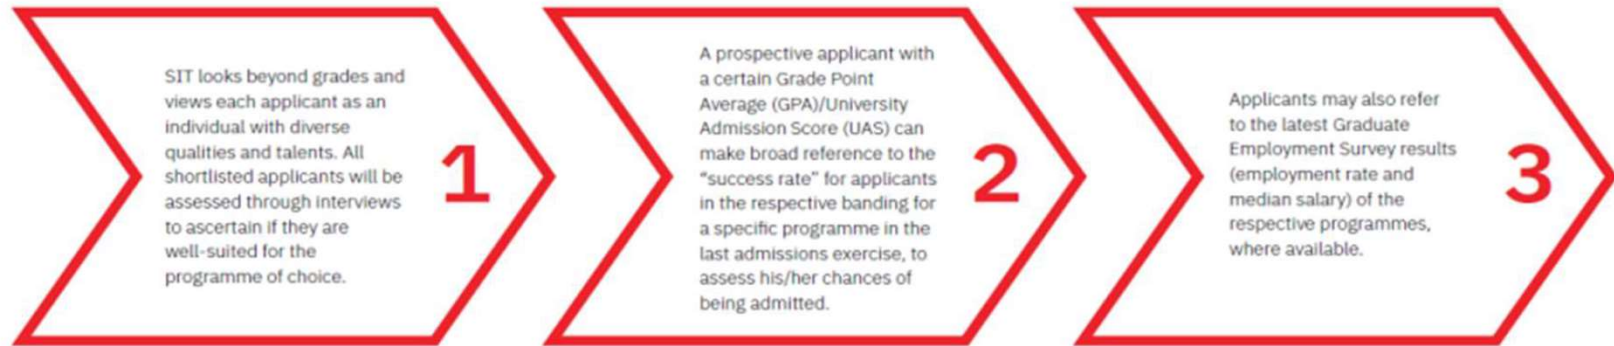 SIT looks beyond grades and
views each applicant as an
individual with diverse
qualities and talents. All
shortlisted applicants will be
assessed through interviews
to ascertain if they are
well-suited for the
programme of choice.
1
A prospective applicant with
a certain Grade Point
Average (GPA)/University
Admission Score (UAS) can
make broad reference to the
“success rate” for applicants
in the respective banding for
a specific programme in the
last admissions exercise, to
assess his/her chances of
being admitted.
2
Applicants may also refer
to the latest Graduate
Employment Survey results
(employment rate and
median salary) of the
respective programmes,
where available.
3